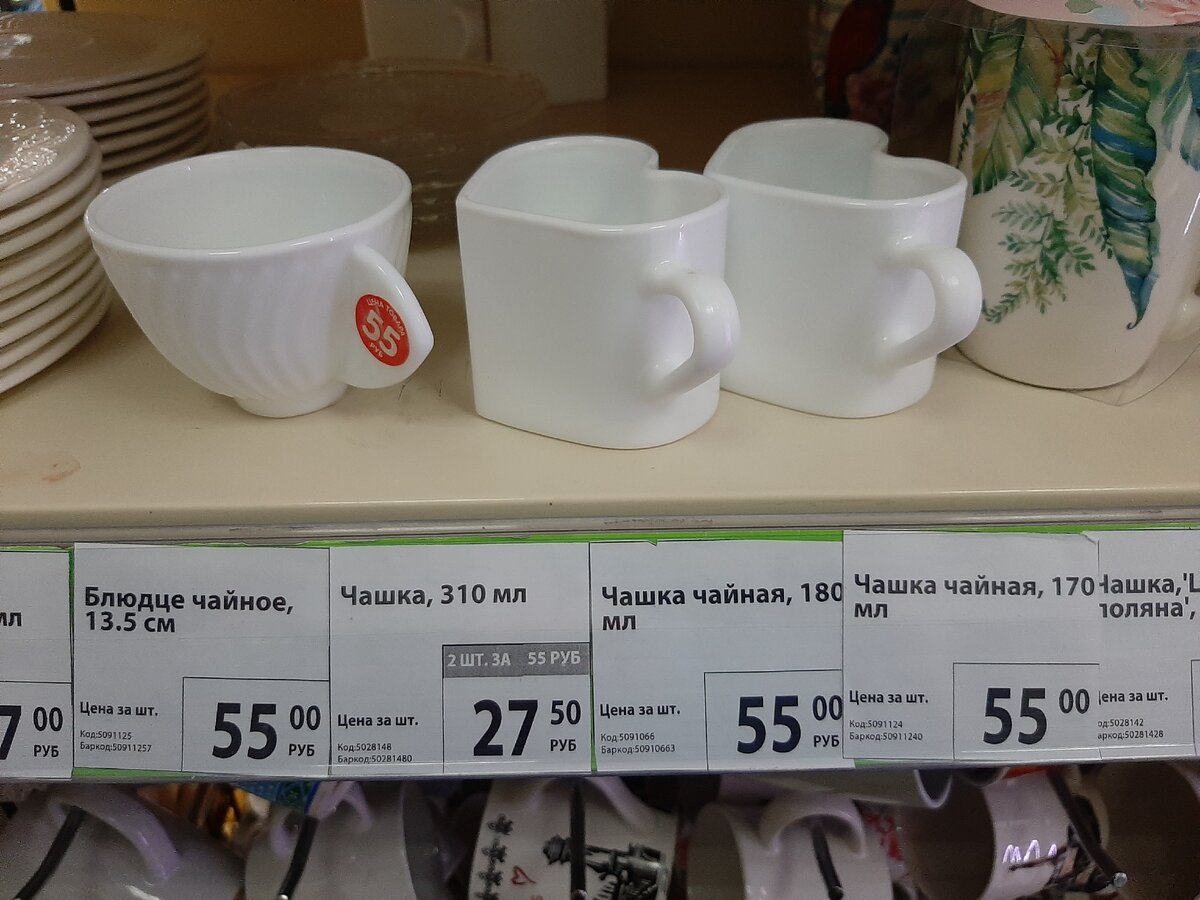 ЦЕНА ТОВАРА
55
РУБ
мл
7 00
РУБ
Блюдце чайное,
13.5 см
Цена за шт.
Код:5091125
Баркод:50911257
55 00
РУБ
Чашка, 310 мл
2 ШТ. ЗА 55 РУБ
Цена за шт.
Код:5028148
Баркод:50281480
27 50
РУБ
Чашка чайная, 180
мл
Цена за шт.
Код:5091066
Баркод:50910663
55 00
РУБ
Чашка чайная, 170
мл
Цена за шт.
Код:5091124
Баркод:50911240
55 00
Чашка,'Ц
поляна',
Цена за шт.
Код:5028142
Баркод:50281428